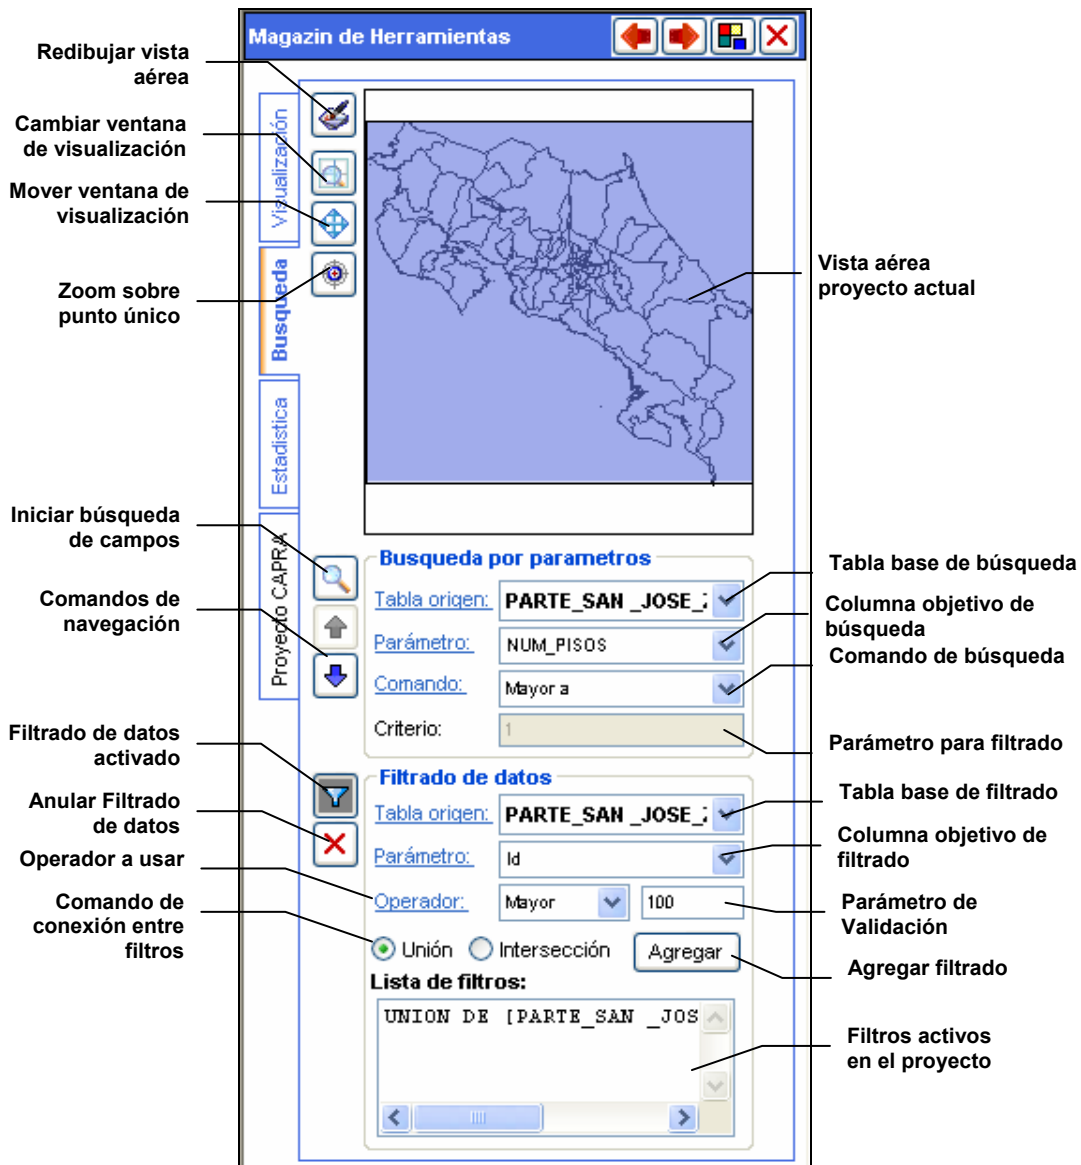 Magazin de Herramientas
Redibujar vista
aérea
Cambiar ventana
de visualización
Mover ventana de
visualización
Zoom sobre
punto único
Vista aérea
proyecto actual
Visualización
Busqueda
Estadistica
Proyecto CAPRA
Iniciar búsqueda
de campos
Comandos de
navegación
Busqueda por parametros
Tabla origen: PARTE_SAN _JOSE_
Parámetro: NUM_PISOS
Comando: Mayor a
Criterio: 1
Tabla base de búsqueda
Columna objetivo de
búsqueda
Comando de búsqueda
Parámetro para filtrado
Filtrado de datos
activado
Anular Filtrado
de datos
Operador a usar
Comando de
conexión entre
filtros
Filtrado de datos
Tabla origen: PARTE_SAN _JOSE_
Parámetro: Id
Operador: Mayor 100
Unión Intersección Agregar
Lista de filtros:
UNION DE [PARTE_SAN _JOS
Tabla base de filtrado
Columna objetivo de
filtrado
Parámetro de
Validación
Agregar filtrado
Filtros activos
en el proyecto